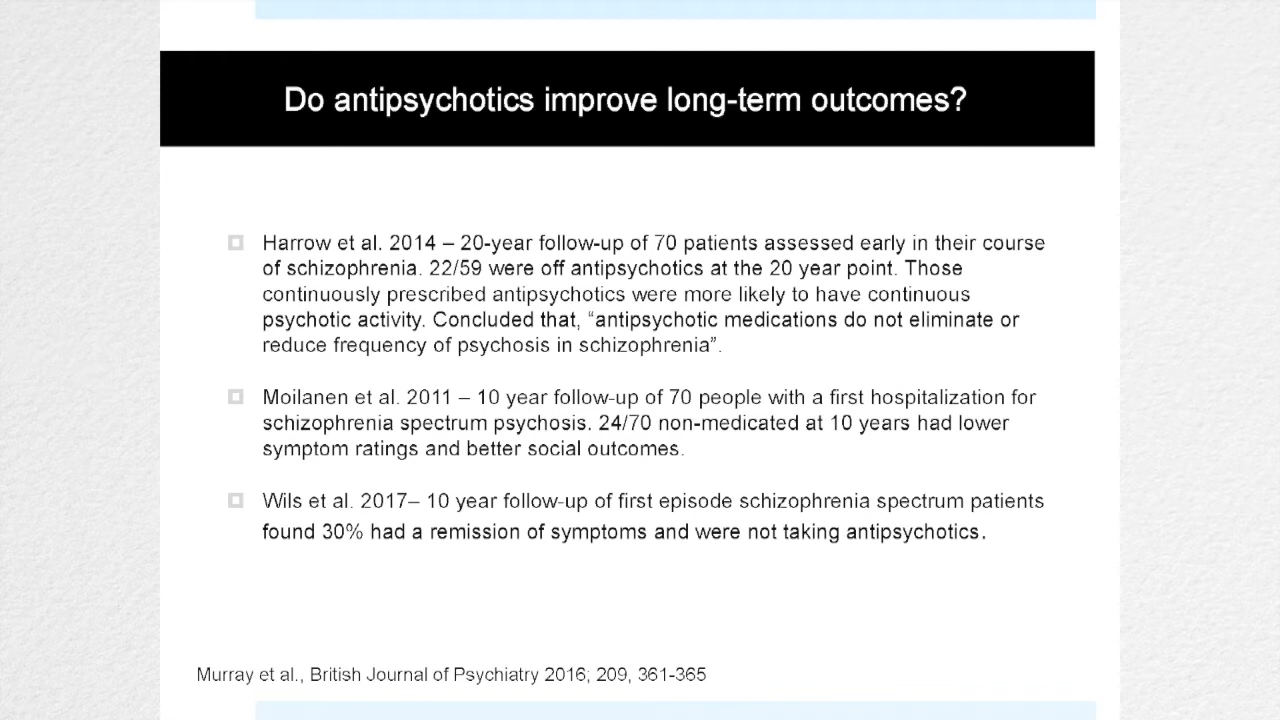 Do antipsychotics improve long-term outcomes?
Harrow et al. 2014 – 20-year follow-up of 70 patients assessed early in their course
of schizophrenia. 22/59 were off antipsychotics at the 20 year point. Those
continuously prescribed antipsychotics were more likely to have continuous
psychotic activity. Concluded that, “antipsychotic medications do not eliminate or
reduce frequency of psychosis in schizophrenia”.
Moilanen et al. 2011 – 10 year follow-up of 70 people with a first hospitalization for
schizophrenia spectrum psychosis. 24/70 non-medicated at 10 years had lower
symptom ratings and better social outcomes.
Wils et al. 2017– 10 year follow-up of first episode schizophrenia spectrum patients
found 30% had a remission of symptoms and were not taking antipsychotics.
Murray et al., British Journal of Psychiatry 2016; 209, 361-365